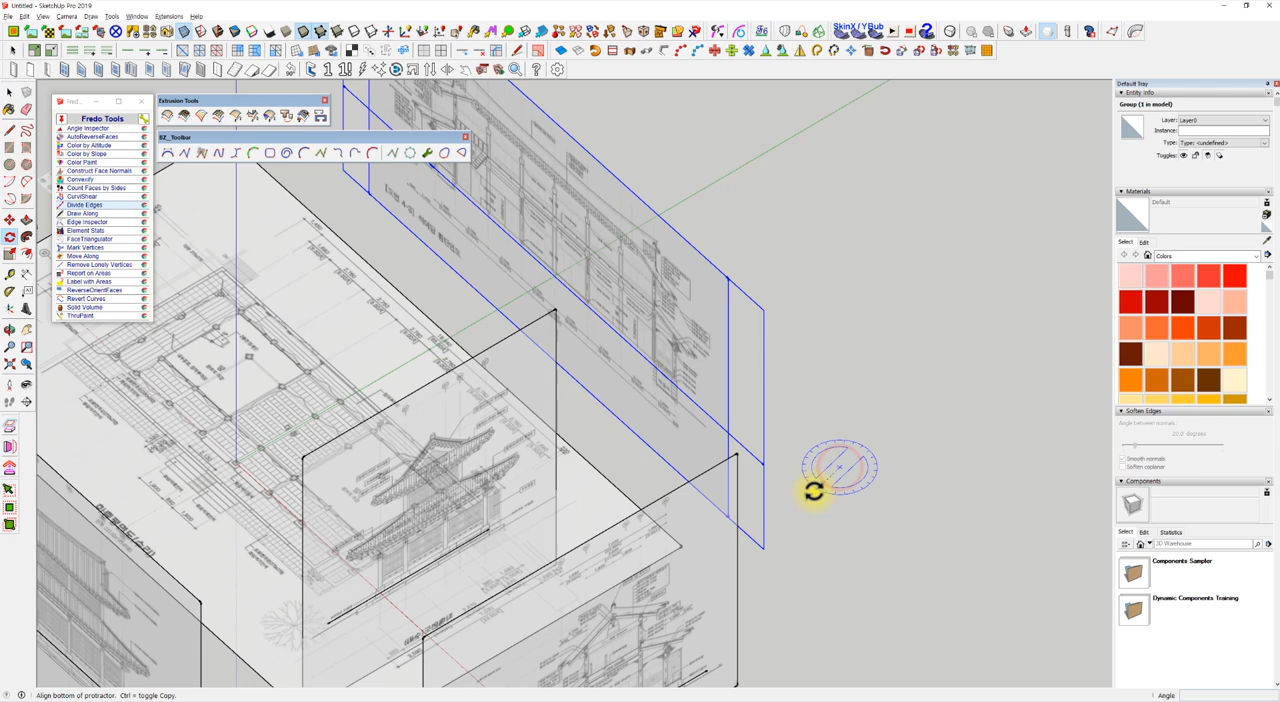 Untitled - SketchUp Pro 2019
File Edit View Camera Draw Tools Window Extensions Help
SkinX/YBub
Fred...
Fredo Tools
Angle Inspector
AutoReverseFaces
Color by Altitude
Color by Slope
Color Paint
Construct Face Normals
Convexify
Count Faces by Sides
CurviShear
Divide Edges
Draw Along
Edge Inspector
Element Stats
FaceTriangulator
Mark Vertices
Move Along
Remove Lonely Vertices
Report on Areas
Label with Areas
ReverseOrientFaces
Revert Curves
Solid Volume
ThruPaint
Extrusion Tools
BZ__Toolbar
Default Tray
Entity Info
Group (1 in model)
Layer: Layer0
Instance:
Type: Type: <undefined>
Toggles:
Materials
Default
Select Edit
Colors
Soften Edges
Angle between normals:
20.0 degrees
Smooth normals
Soften coplanar
Components
Select Edit Statistics
3D Warehouse
Components Sampler
Dynamic Components Training
Align bottom of protractor. Ctrl = toggle Copy.
Angle